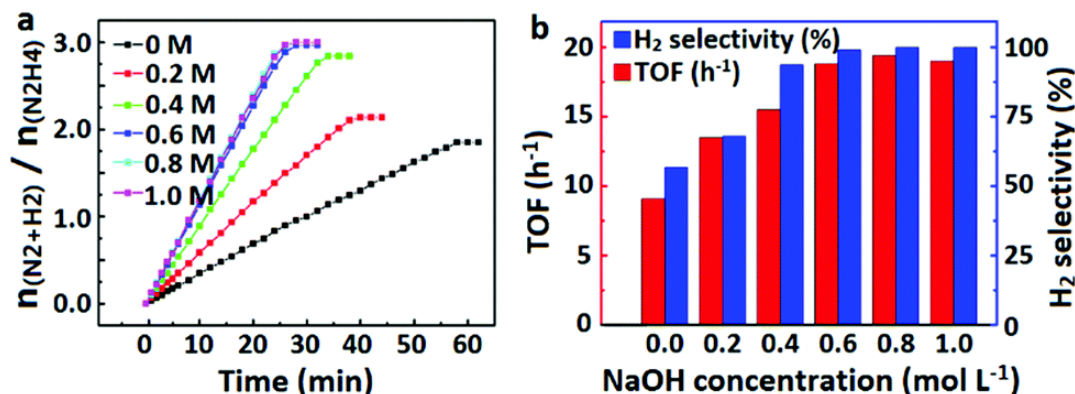 a
n(N2+H2) / n(N2H4)
3.0
2.0
1.0
0.0
0 M
0.2 M
0.4 M
0.6 M
0.8 M
1.0 M
0 10 20 30 40 50 60
Time (min)
b
TOF (h-1)
20
15
10
5
0
H2 selectivity (%)
TOF (h-1)
100
75
50
25
0
H2 selectivity (%)
0.0 0.2 0.4 0.6 0.8 1.0
NaOH concentration (mol L-1)